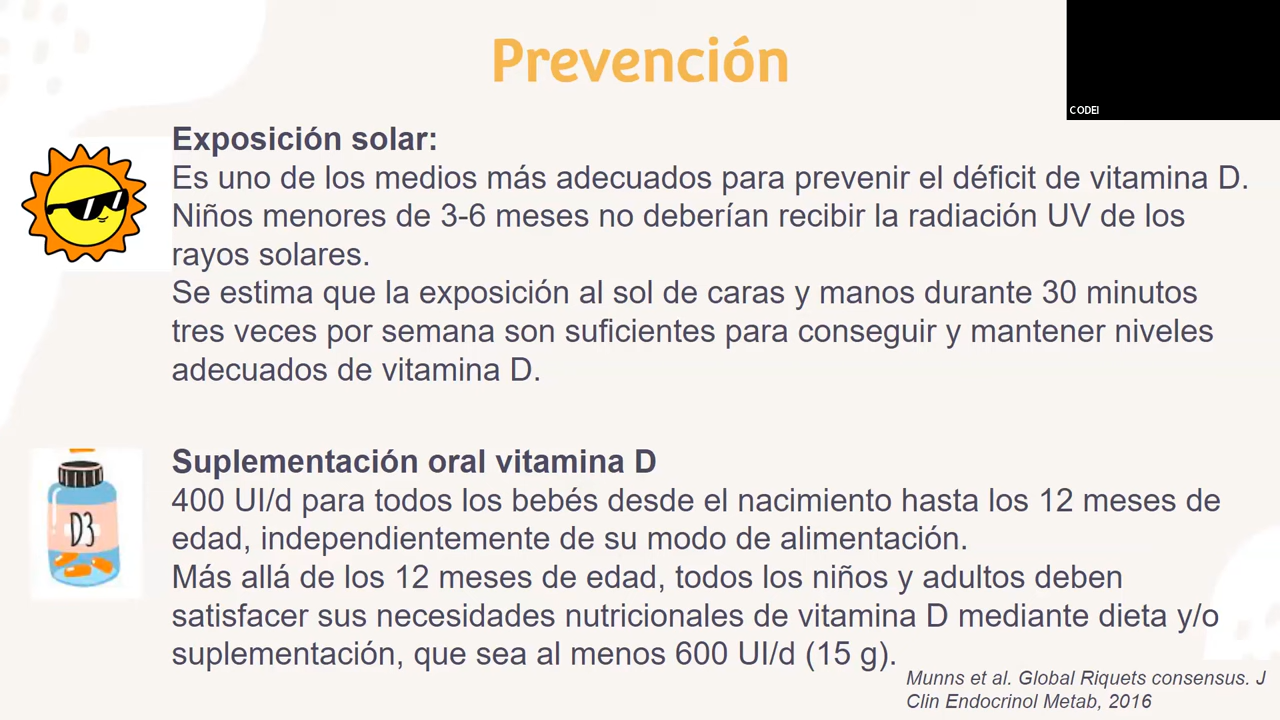 Prevención
CODEI
Exposición solar:
Es uno de los medios más adecuados para prevenir el déficit de vitamina D.
Niños menores de 3-6 meses no deberían recibir la radiación UV de los
rayos solares.
Se estima que la exposición al sol de caras y manos durante 30 minutos
tres veces por semana son suficientes para conseguir y mantener niveles
adecuados de vitamina D.
D3
Suplementación oral vitamina D
400 UI/d para todos los bebés desde el nacimiento hasta los 12 meses de
edad, independientemente de su modo de alimentación.
Más allá de los 12 meses de edad, todos los niños y adultos deben
satisfacer sus necesidades nutricionales de vitamina D mediante dieta y/o
suplementación, que sea al menos 600 UI/d (15 g).
Munns et al. Global Riquets consensus. J
Clin Endocrinol Metab, 2016